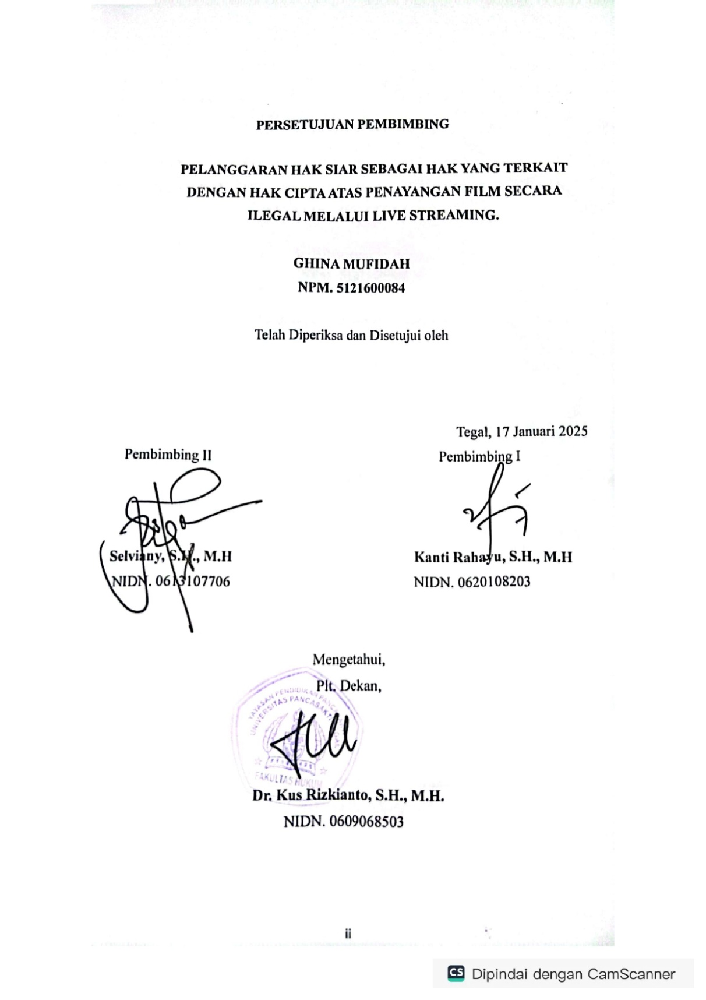 PERSETUJUAN PEMBIMBING
PELANGGARAN HAK SIAR SEBAGAI HAK YANG TERKAIT
DENGAN HAK CIPTA ATAS PENAYANGAN FILM SECARA
ILEGAL MELALUI LIVE STREAMING.
GHINA MUFIDAH
NPM. 5121600084
Telah Diperiksa dan Disetujui oleh
Tegal, 17 Januari 2025
Pembimbing II
Pembimbing I
Selviany, S.H., M.H
Kanti Rahayu, S.H., M.H
NIDN. 0613107706
NIDN. 0620108203
Mengetahui,
Plt. Dekan,
YAYASAN PENDIDIKAN
UNIVERSITAS PANCASAKTI
FAKULTAS HUKUM
Dr. Kus Rizkianto, S.H., M.H.
NIDN. 0609068503
ii
CS Dipindai dengan CamScanner